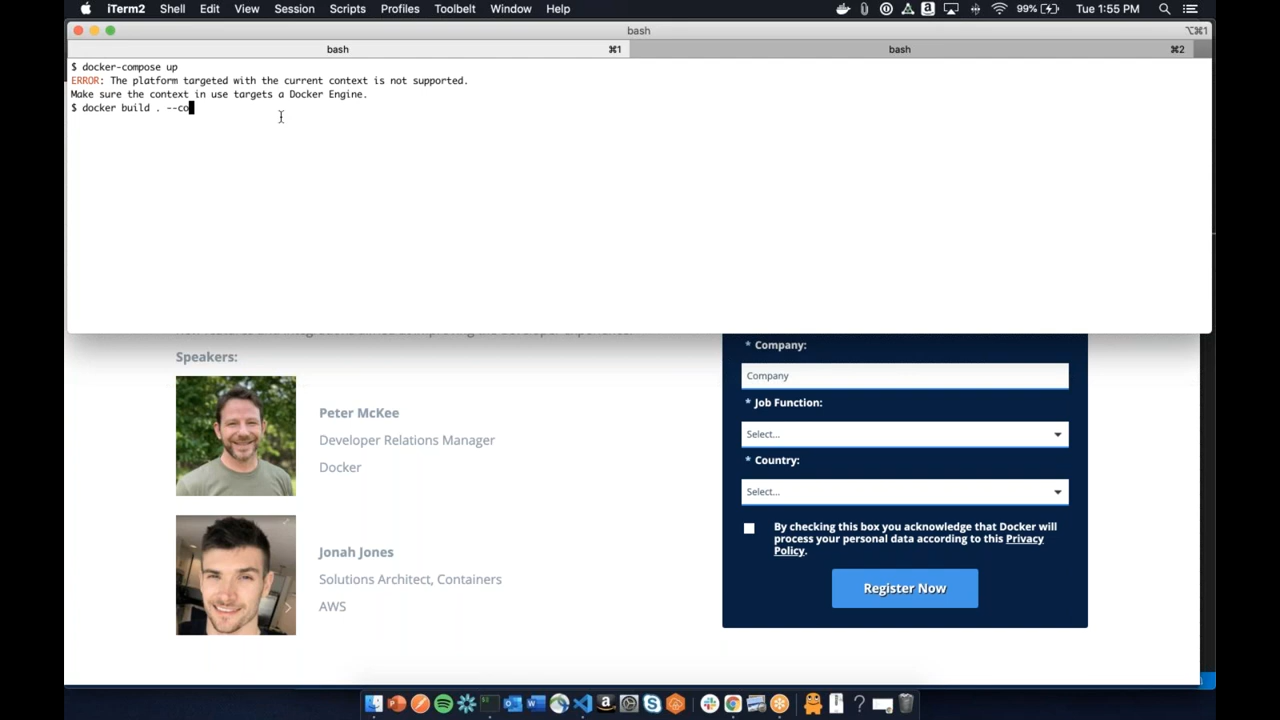 iTerm2 Shell Edit View Session Scripts Profiles Toolbelt Window Help 99% Tue 1:55 PM
bash ⌥⌘1
bash ⌘1 bash ⌘2
$ docker-compose up
ERROR: The platform targeted with the current context is not supported.
Make sure the context in use targets a Docker Engine.
$ docker build . --co
Speakers:
Peter McKee
Developer Relations Manager
Docker
Jonah Jones
Solutions Architect, Containers
AWS
* Company:
Company
* Job Function:
Select...
* Country:
Select...
By checking this box you acknowledge that Docker will
process your personal data according to this Privacy
Policy.
Register Now